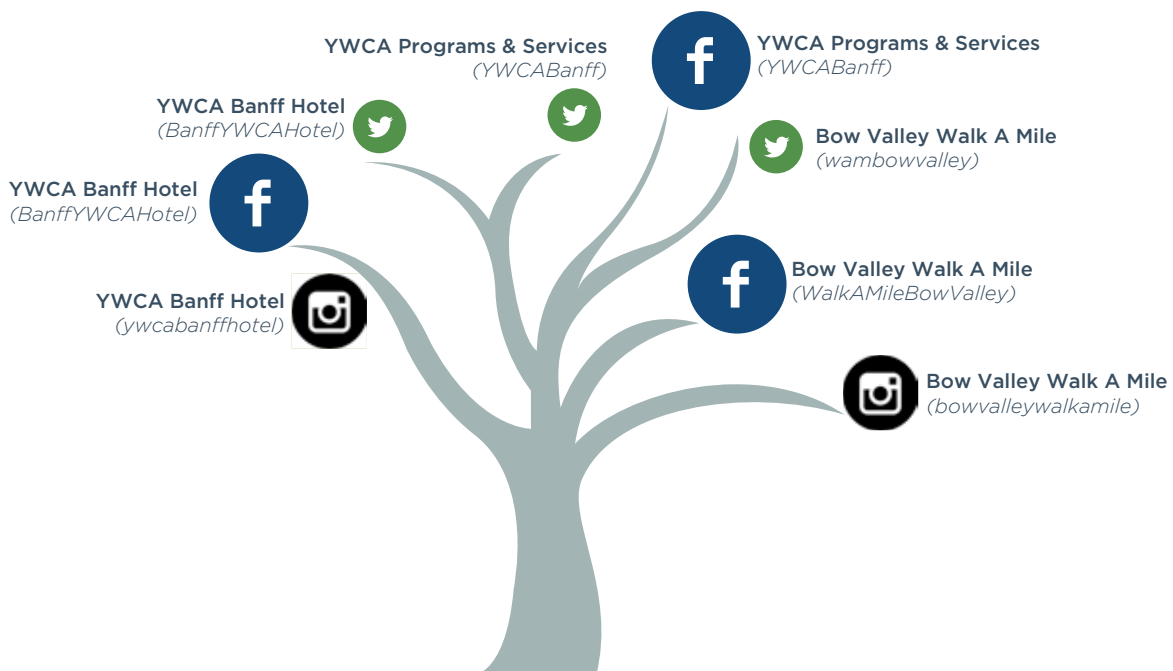 YWCA Programs & Services
(YWCABanff)
YWCA Programs & Services
(YWCABanff)
YWCA Banff Hotel
(BanffYWCAHotel)
Bow Valley Walk A Mile
(wambowvalley)
YWCA Banff Hotel
(BanffYWCAHotel)
Bow Valley Walk A Mile
(WalkAMileBowValley)
YWCA Banff Hotel
(ywcabanffhotel)
Bow Valley Walk A Mile
(bowvalleywalkamile)